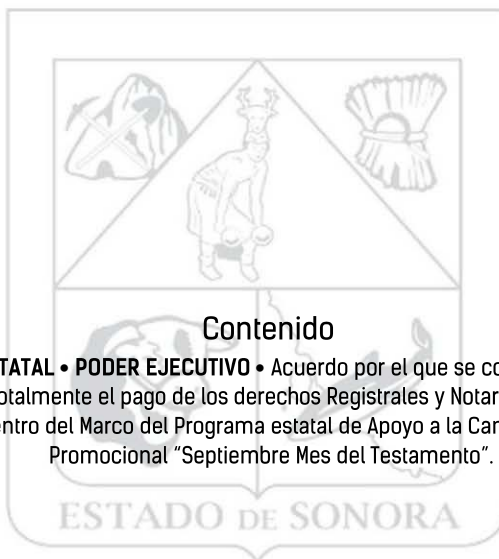 Contenido
TATAL • PODER EJECUTIVO • Acuerdo por el que se co
otalmente el pago de los derechos Registrales y Notar
entro del Marco del Programa estatal de Apoyo a la Car
Promocional “Septiembre Mes del Testamento”.
ESTADO DE SONORA